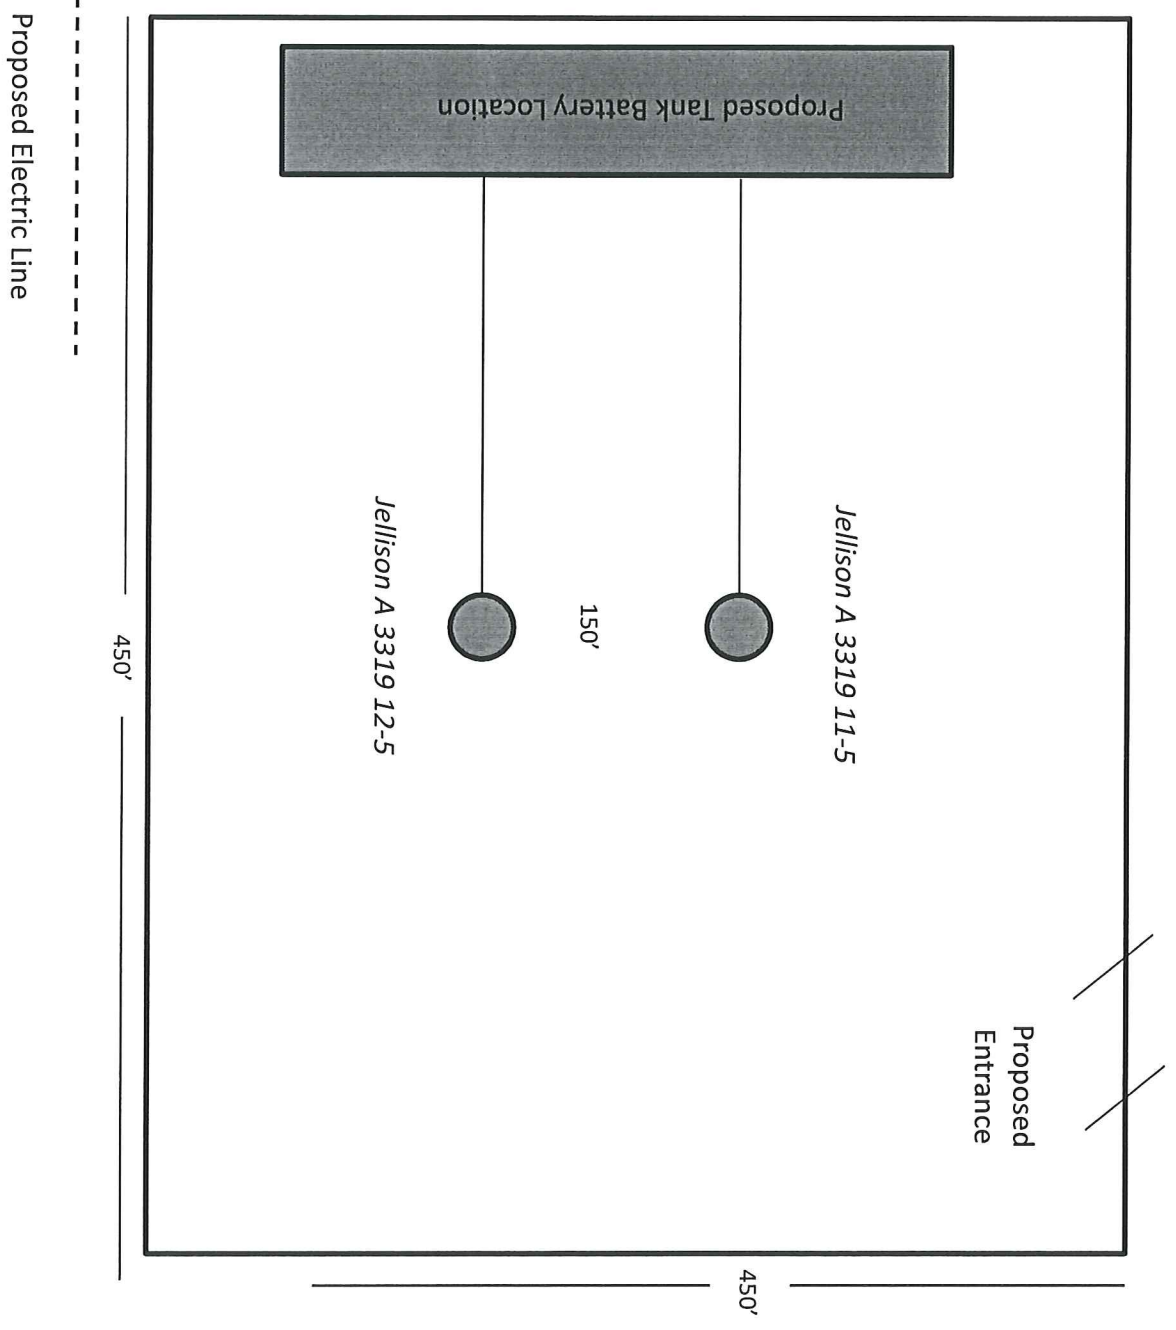 Proposed Electric Line
Proposed Tank Battery Location
Jellison A 3319 11-5
150'
Jellison A 3319 12-5
Proposed
Entrance
450'
450'